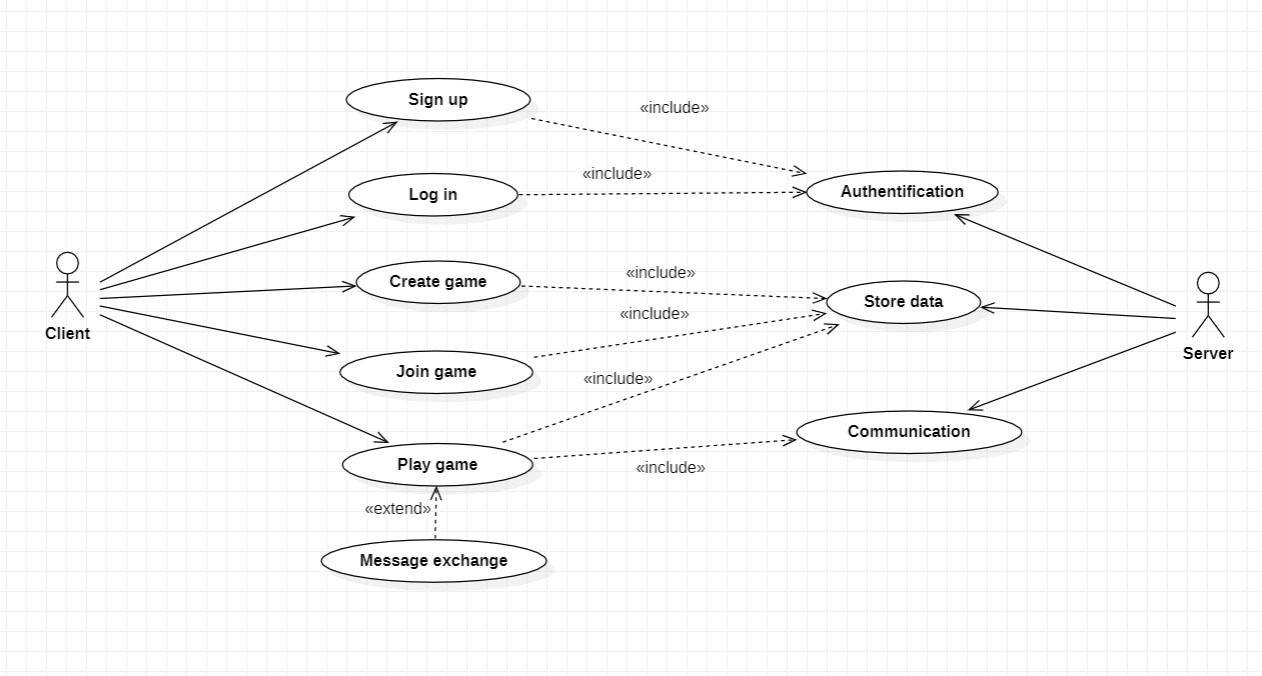 Sign up
«include»
Log in
«include»
Authentification
Client
Create game
«include»
Store data
«include»
Server
Join game
«include»
Communication
Play game
«include»
«extend»
Message exchange